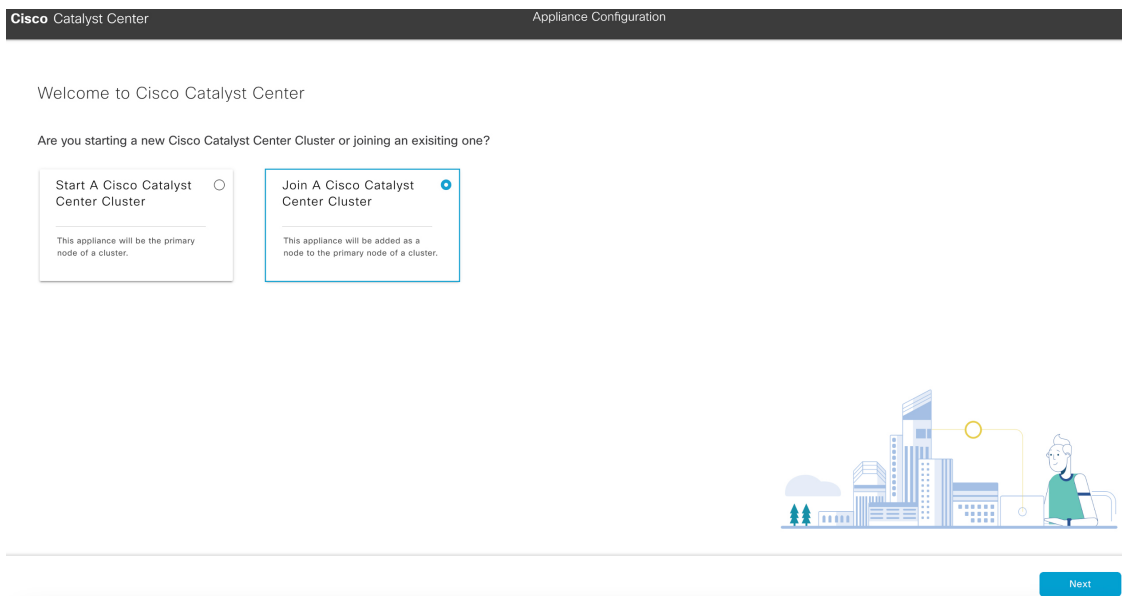 Cisco Catalyst Center
Appliance Configuration
Welcome to Cisco Catalyst Center
Are you starting a new Cisco Catalyst Center Cluster or joining an exisiting one?
Start A Cisco Catalyst
Center Cluster
This appliance will be the primary
node of a cluster.
Join A Cisco Catalyst
Center Cluster
This appliance will be added as a
node to the primary node of a cluster.
Next